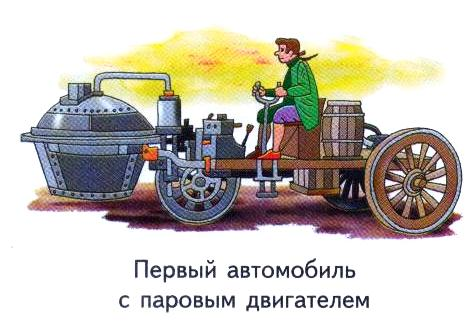 Первый автомобиль
с паровым двигателем